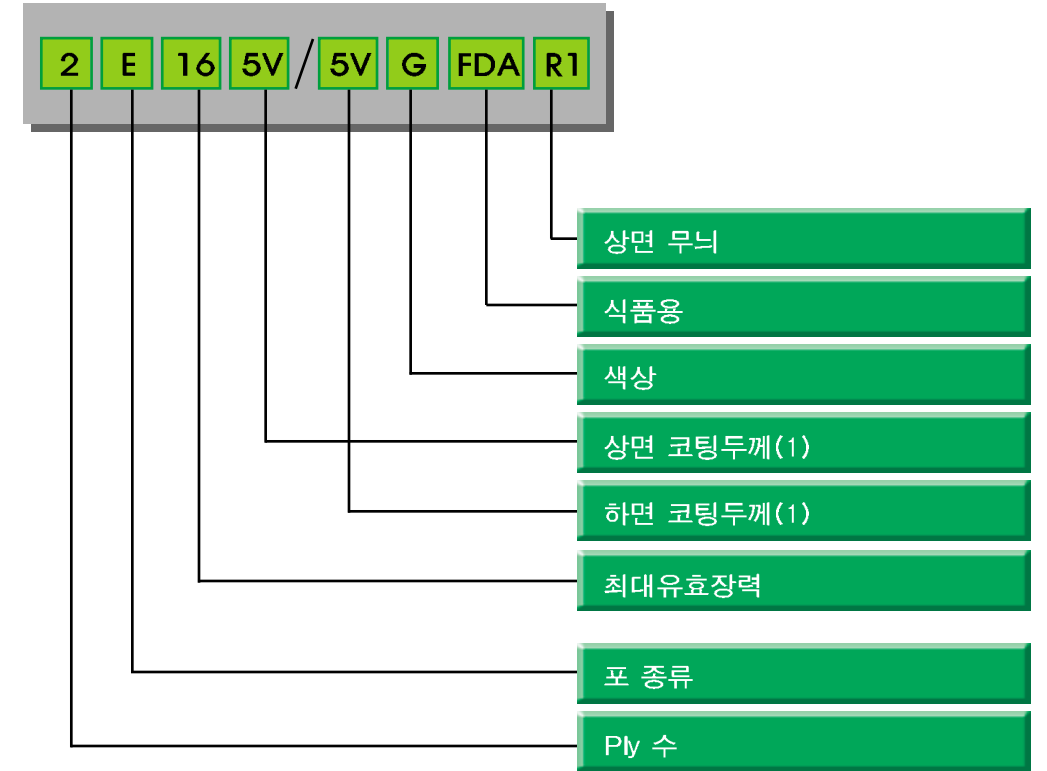 2 E 16 5V / 5V G FDA R1
상면 무늬
식품용
색상
상면 코팅두께(1)
하면 코팅두께(1)
최대유효장력
포 종류
Ply 수